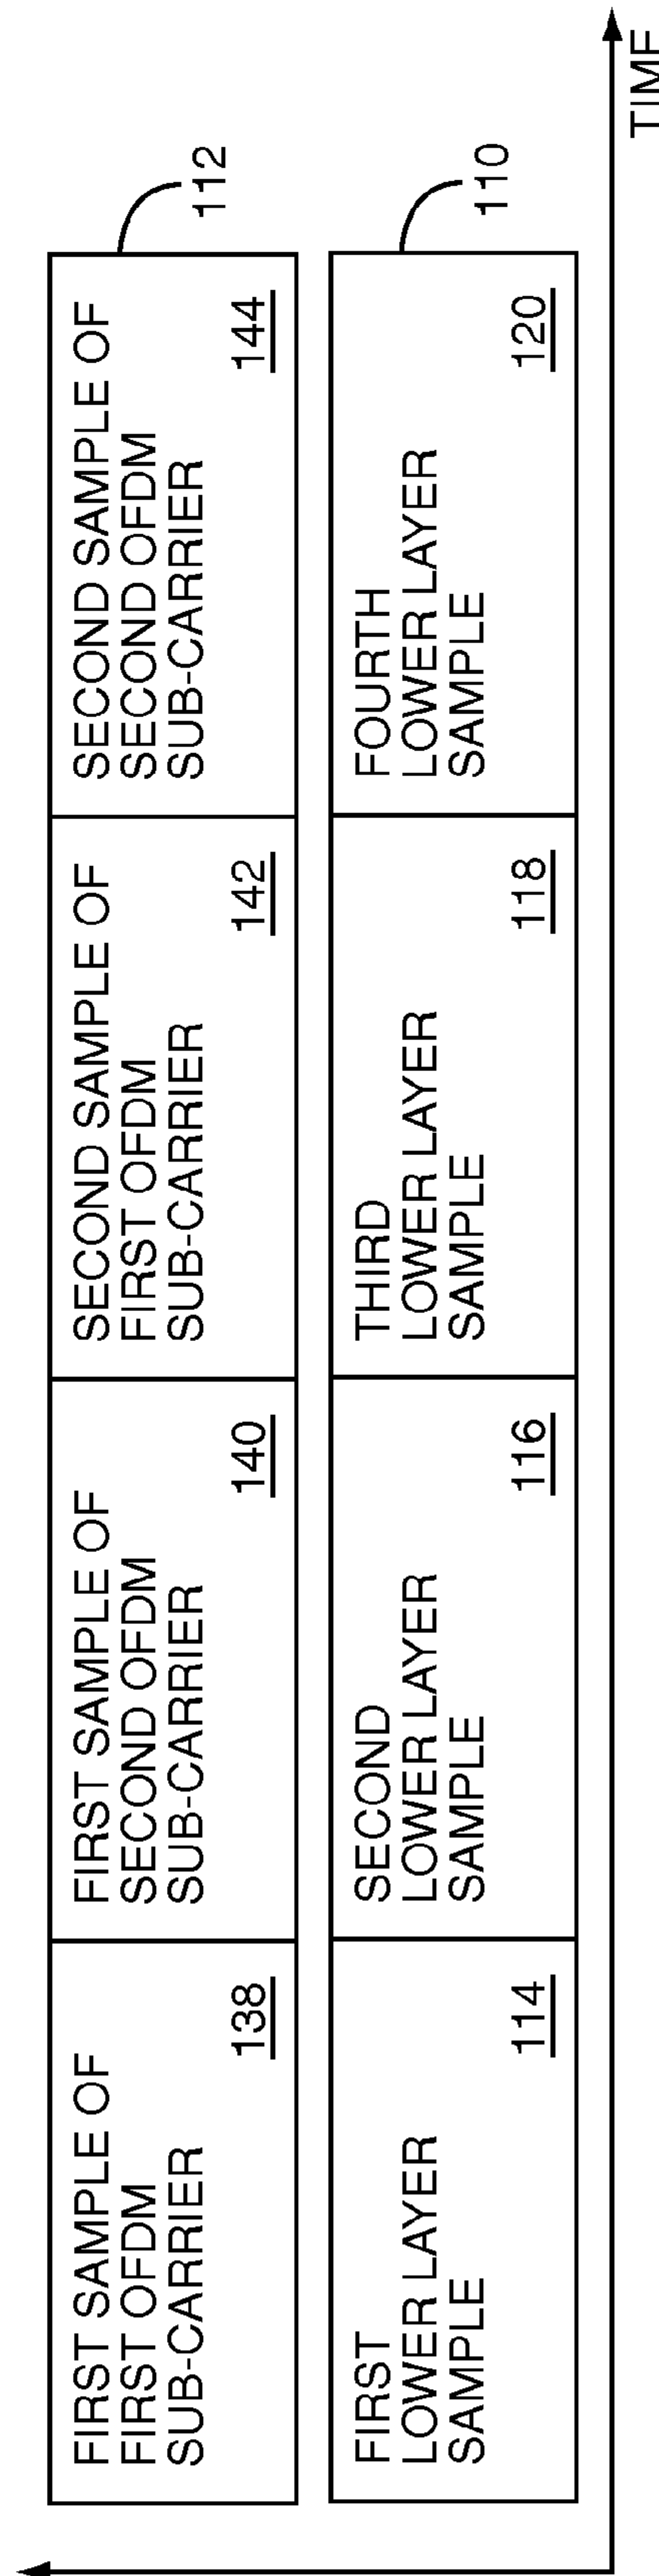 FIRST SAMPLE OF
FIRST OFDM
SUB-CARRIER
138
FIRST SAMPLE OF
SECOND OFDM
SUB-CARRIER
140
SECOND SAMPLE OF
FIRST OFDM
SUB-CARRIER
142
SECOND SAMPLE OF
SECOND OFDM
SUB-CARRIER
144
112
FIRST
LOWER LAYER
SAMPLE
114
SECOND
LOWER LAYER
SAMPLE
116
THIRD
LOWER LAYER
SAMPLE
118
FOURTH
LOWER LAYER
SAMPLE
120
110
TIME